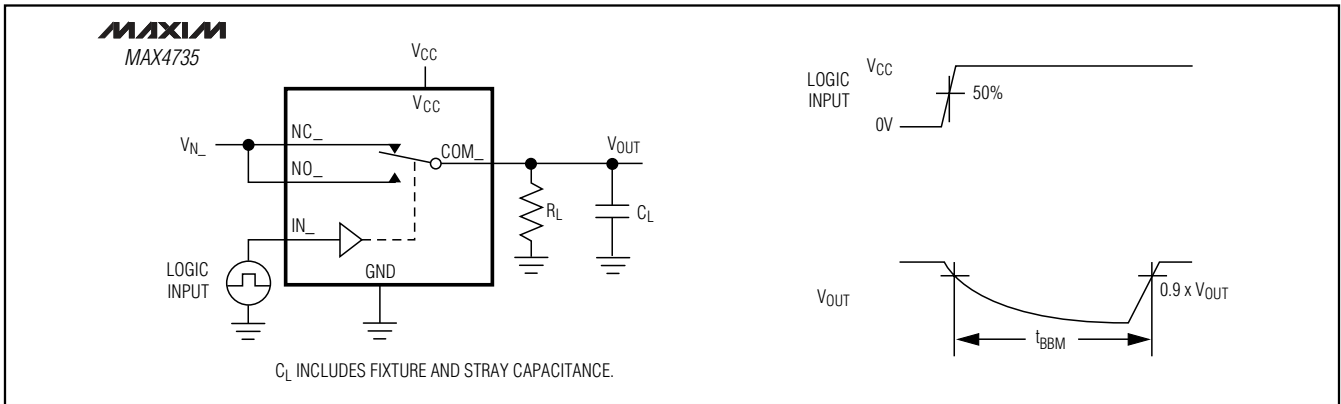 MAXIM
MAX4735
VCC
VCC
VN_
NC_
NO_
COM_
VOUT
RL
CL
IN_
LOGIC
INPUT
GND
CL INCLUDES FIXTURE AND STRAY CAPACITANCE.
LOGIC
INPUT
VCC
50%
0V
VOUT
0.9 x VOUT
tBBM